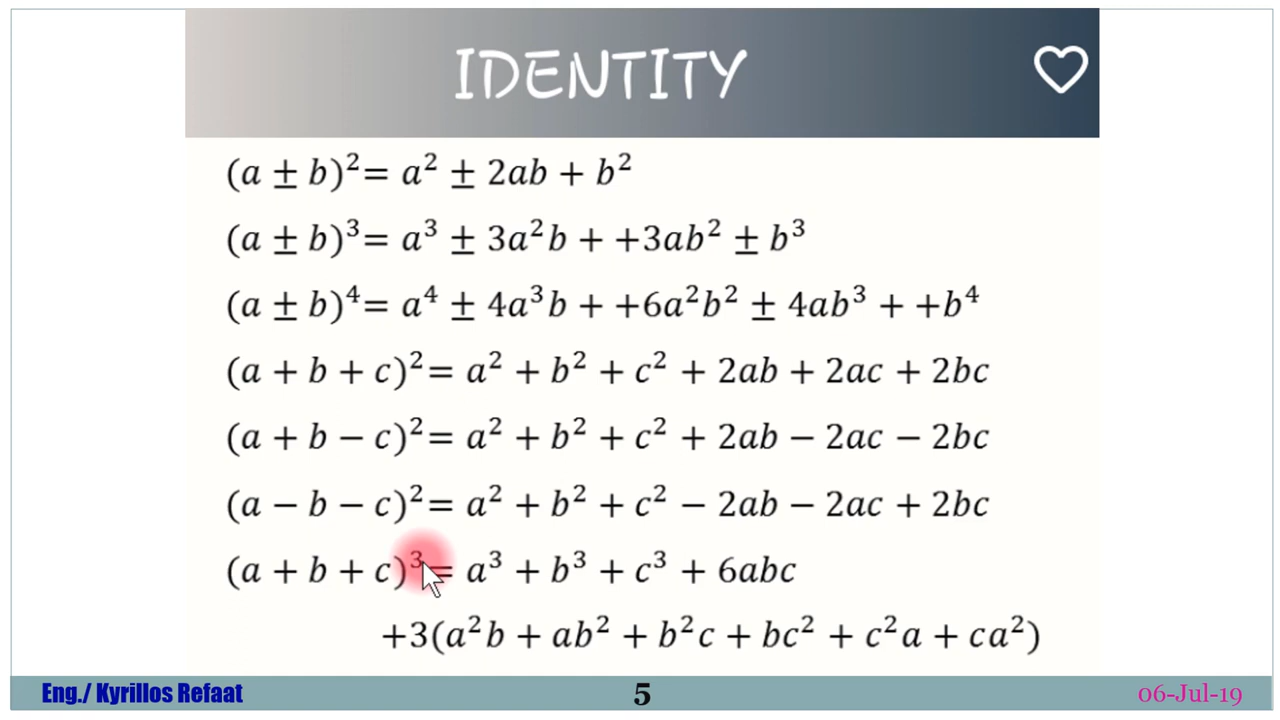 IDENTITY
(a ± b)²= a² ± 2ab + b²
(a ± b)³= a³ ± 3a²b + +3ab² ± b³
(a ± b)⁴= a⁴ ± 4a³b + +6a²b² ± 4ab³ + +b⁴
(a + b + c)²= a² + b² + c² + 2ab + 2ac + 2bc
(a + b − c)²= a² + b² + c² + 2ab − 2ac − 2bc
(a − b − c)²= a² + b² + c² − 2ab − 2ac + 2bc
(a + b + c)³= a³ + b³ + c³ + 6abc
+3(a²b + ab² + b²c + bc² + c²a + ca²)
Eng./ Kyrillos Refaat 5 06-Jul-19